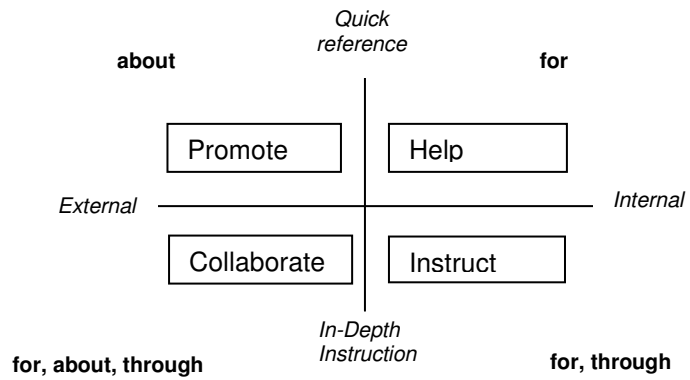 Quick
reference
about
for
Promote
Help
External
Internal
Collaborate
Instruct
In-Depth
Instruction
for, about, through
for, through